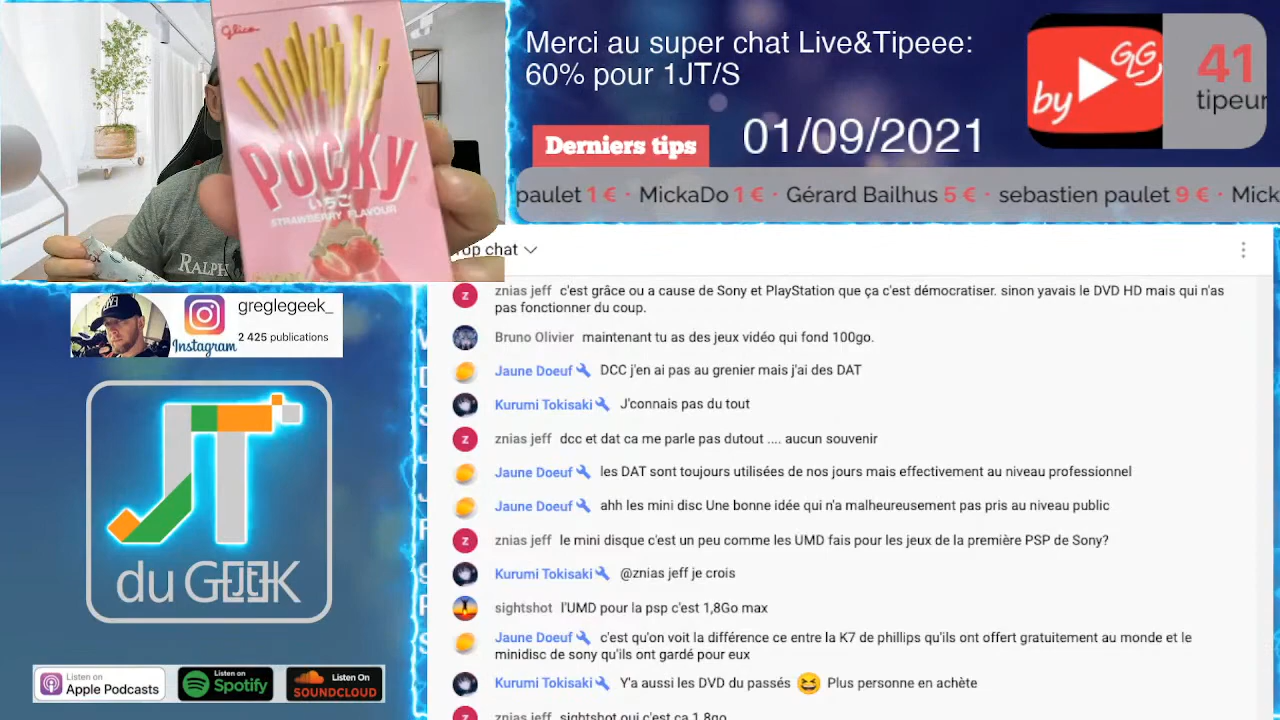 Glico
POCKY
いちご
STRAWBERRY FLAVOUR
RALPH
Merci au super chat Live&Tipeee:
60% pour 1JT/S
by GLG
41
tipeur
Derniers tips
01/09/2021
paulet 1 € · MickaDo 1 € · Gérard Bailhus 5 € · sebastien paulet 9 € · Mick
op chat
znias jeff c'est grâce ou a cause de Sony et PlayStation que ça c'est démocratiser. sinon yavais le DVD HD mais qui n'as
pas fonctionner du coup.
Bruno Olivier maintenant tu as des jeux vidéo qui fond 100go.
Jaune Doeuf DCC j'en ai pas au grenier mais j'ai des DAT
Kurumi Tokisaki J'connais pas du tout
znias jeff dcc et dat ca me parle pas dutout .... aucun souvenir
Jaune Doeuf les DAT sont toujours utilisées de nos jours mais effectivement au niveau professionnel
Jaune Doeuf ahh les mini disc Une bonne idée qui n'a malheureusement pas pris au niveau public
z znias jeff le mini disque c'est un peu comme les UMD fais pour les jeux de la première PSP de Sony?
Kurumi Tokisaki @znias jeff je crois
sightshot l'UMD pour la psp c'est 1,8Go max
Jaune Doeuf c'est qu'on voit la différence ce entre la K7 de phillips qu'ils ont offert gratuitement au monde et le
minidisc de sony qu'ils ont gardé pour eux
Kurumi Tokisaki Y'a aussi les DVD du passés 😆 Plus personne en achète
znias jeff sightshot oui c'est ca 1,8go
greglegeek_
Instagram
2 425 publications
JT
du GEEK
Listen on
Apple Podcasts
Listen on
Spotify
Listen On
SOUNDCLOUD